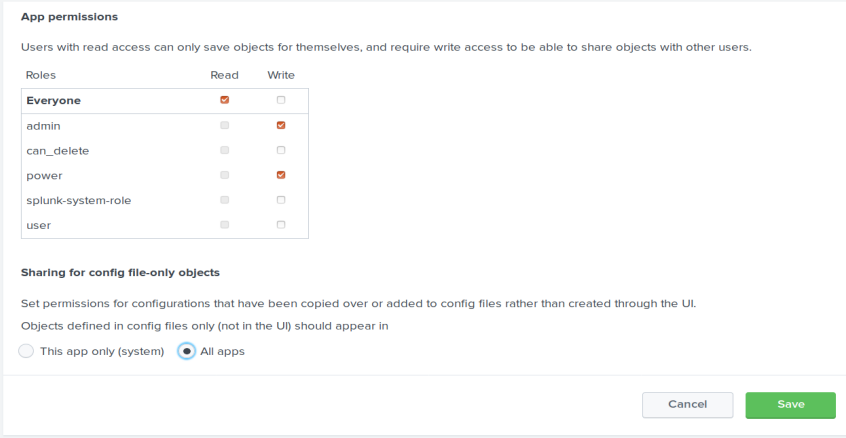 App permissions
Users with read access can only save objects for themselves, and require write access to be able to share objects with other users.
Roles Read Write
Everyone
admin
can_delete
power
splunk-system-role
user
Sharing for config file-only objects
Set permissions for configurations that have been copied over or added to config files rather than created through the UI.
Objects defined in config files only (not in the UI) should appear in
This app only (system) All apps
Cancel Save